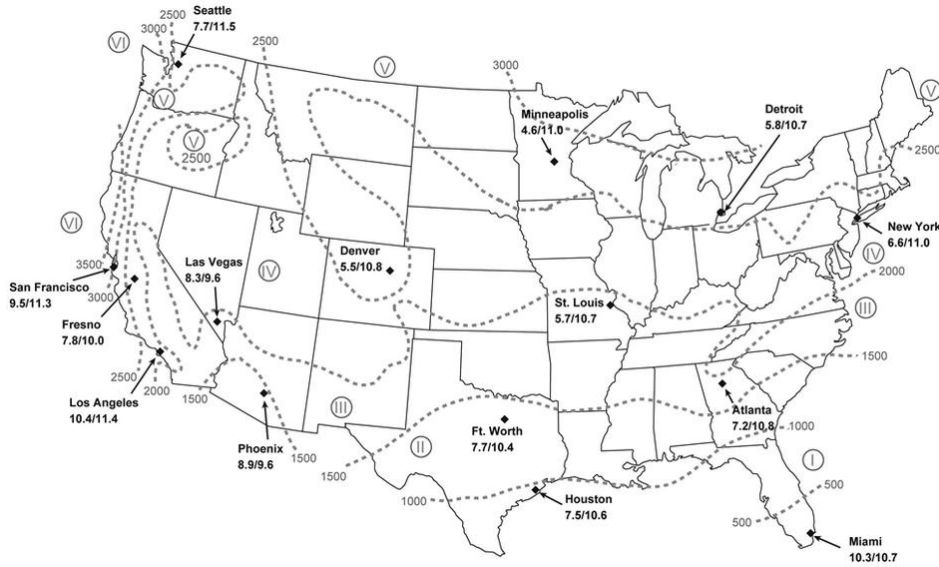 Seattle
7.7/11.5
2500
3000
VI
V
2500
V
3000
Minneapolis
4.6/11.0
Detroit
5.8/10.7
V
V
2500
2500
New York
6.6/11.0
VI
3500
San Francisco
9.5/11.3
3000
Las Vegas
8.3/9.6
IV
Denver
5.5/10.8
IV
2000
St. Louis
5.7/10.7
III
Fresno
7.8/10.0
1500
2500
2000
1500
Los Angeles
10.4/11.4
Phoenix
8.9/9.6
1500
III
1500
II
Ft. Worth
7.7/10.4
Atlanta
7.2/10.8
1000
I
1000
Houston
7.5/10.6
500
500
Miami
10.3/10.7